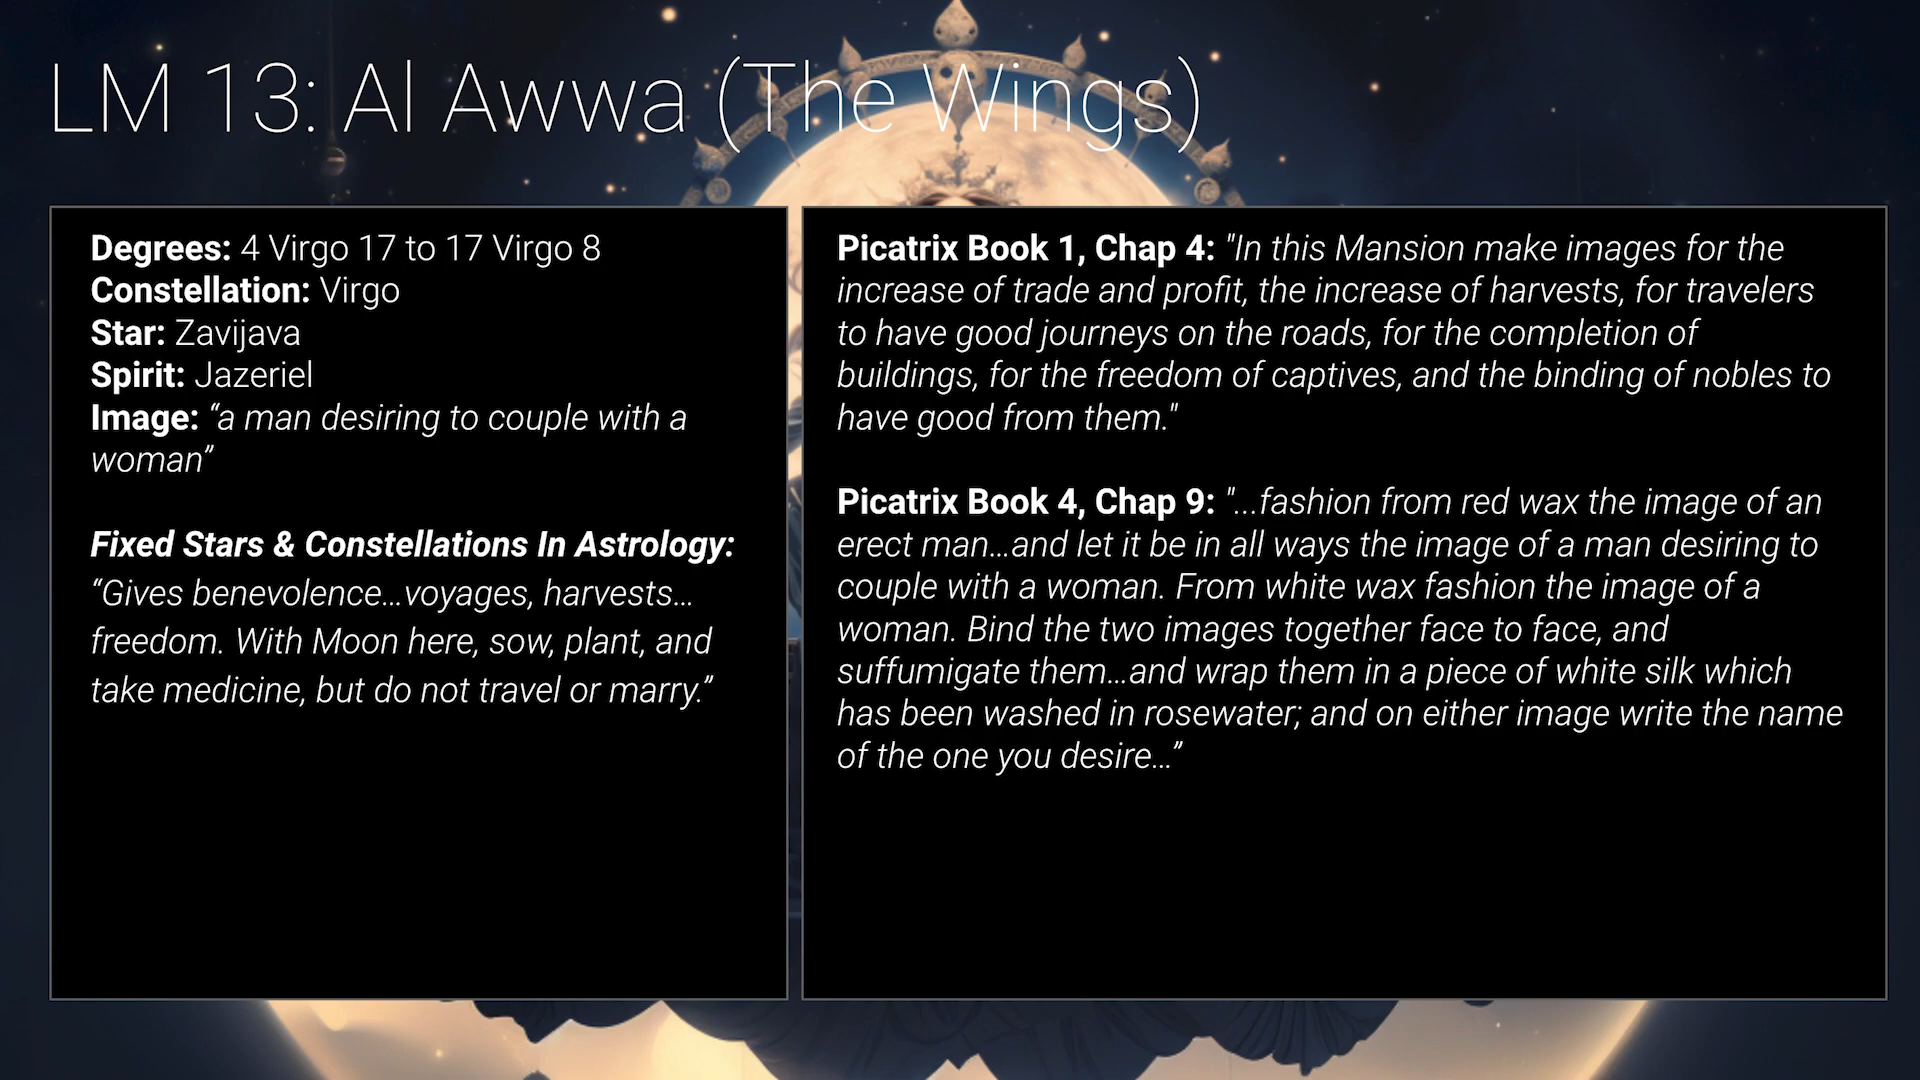 LM 13: Al Awwa (The Wings)
Degrees: 4 Virgo 17 to 17 Virgo 8
Constellation: Virgo
Star: Zavijava
Spirit: Jazeriel
Image: “a man desiring to couple with a
woman”
Fixed Stars & Constellations In Astrology:
“Gives benevolence…voyages, harvests…
freedom. With Moon here, sow, plant, and
take medicine, but do not travel or marry.”
Picatrix Book 1, Chap 4: "In this Mansion make images for the
increase of trade and profit, the increase of harvests, for travelers
to have good journeys on the roads, for the completion of
buildings, for the freedom of captives, and the binding of nobles to
have good from them."
Picatrix Book 4, Chap 9: "...fashion from red wax the image of an
erect man…and let it be in all ways the image of a man desiring to
couple with a woman. From white wax fashion the image of a
woman. Bind the two images together face to face, and
suffumigate them…and wrap them in a piece of white silk which
has been washed in rosewater; and on either image write the name
of the one you desire…”